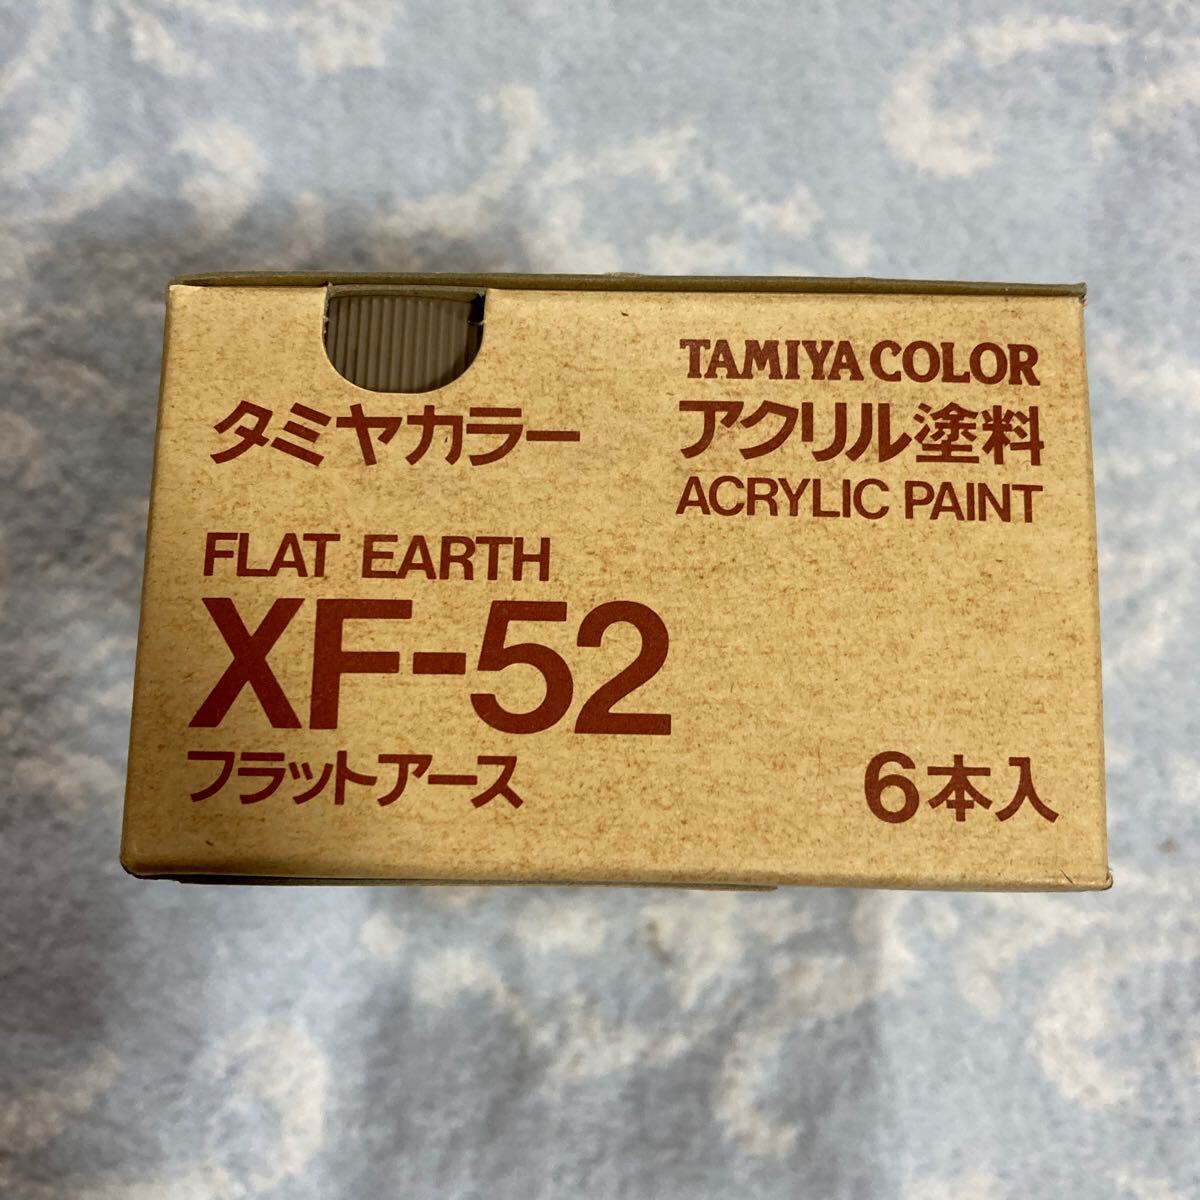 タミヤカラー
TAMIYA COLOR
アクリル塗料
ACRYLIC PAINT
FLAT EARTH
XF-52
フラットアース
6本入